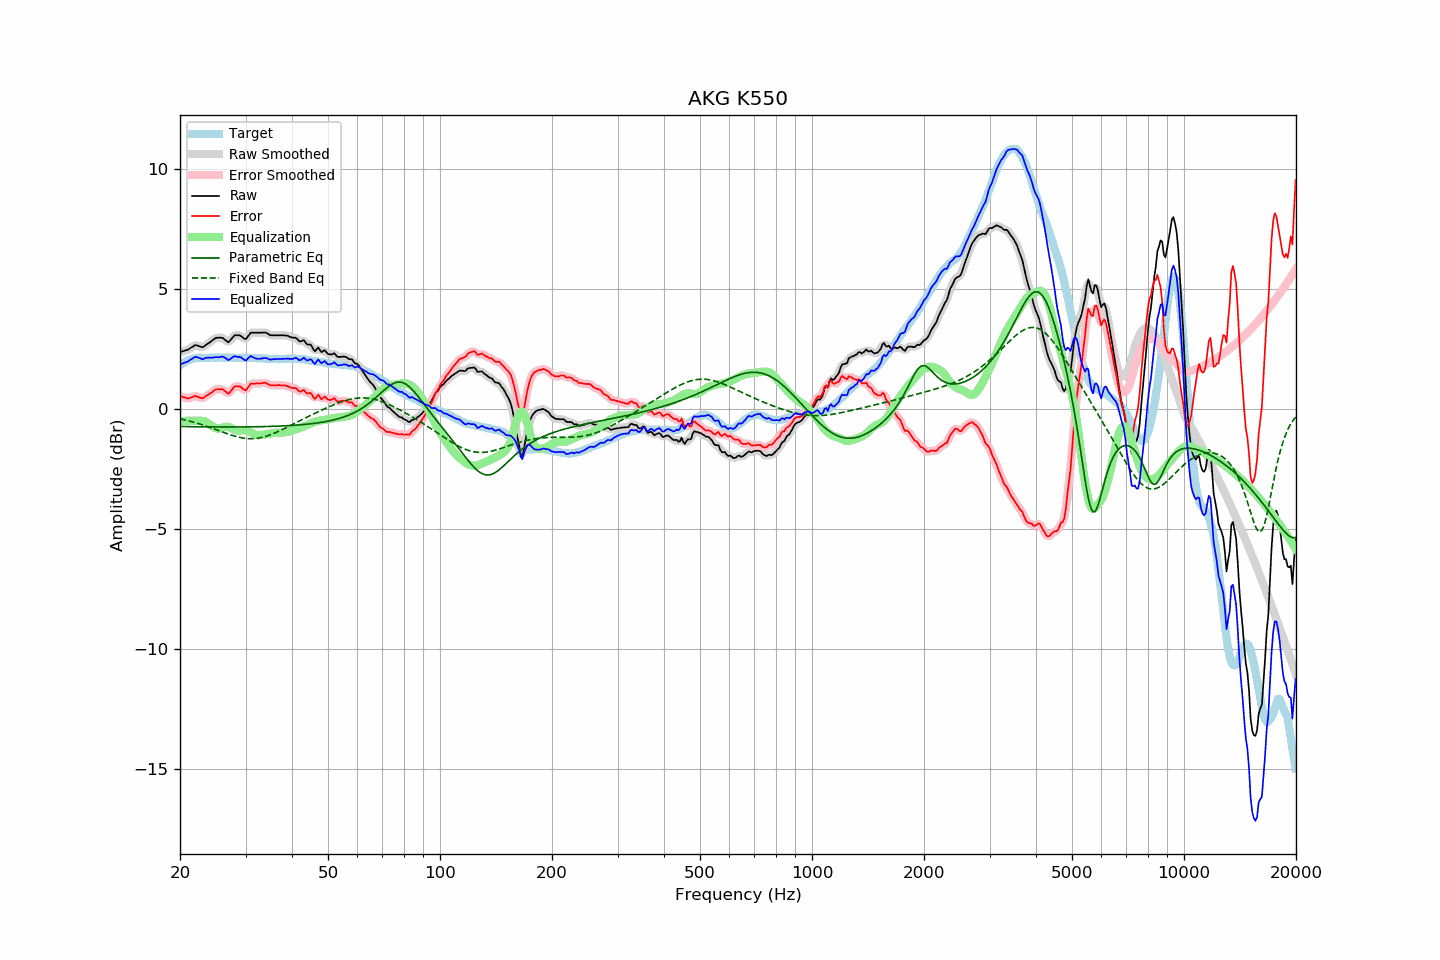 AKG K550
Target
Raw Smoothed
Error Smoothed
Raw
Error
Equalization
Parametric Eq
Fixed Band Eq
Equalized
Amplitude (dBr)
10
5
0
−5
−10
−15
20 50 100 200 500 1000 2000 5000 10000 20000
Frequency (Hz)